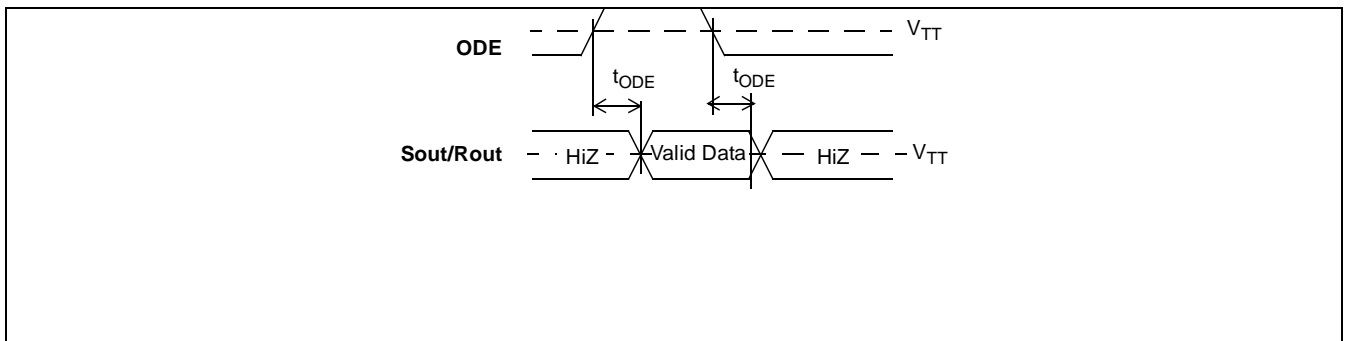 V_TT
ODE
t_ODE t_ODE
Sout/Rout HiZ Valid Data HiZ V_TT